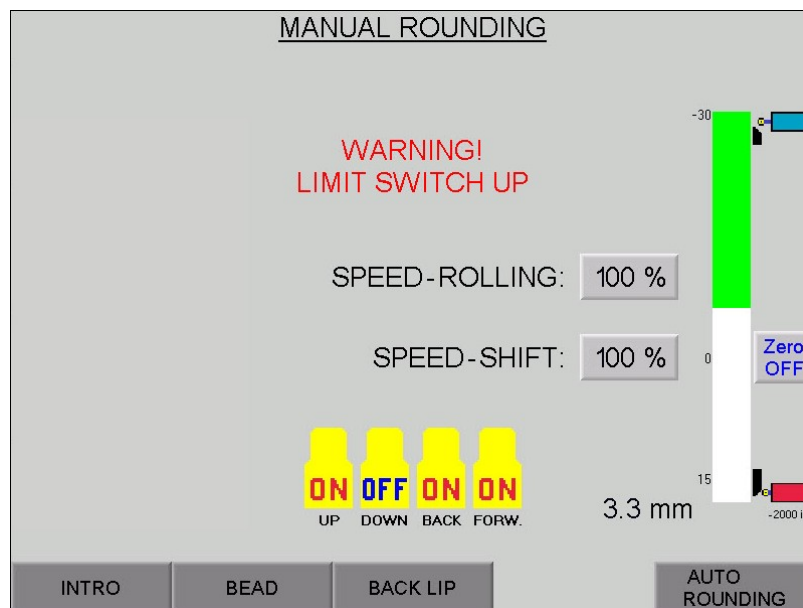 MANUAL ROUNDING
-30
WARNING!
LIMIT SWITCH UP
SPEED-ROLLING: 100 %
SPEED-SHIFT: 100 %
0
Zero
OFF
ON OFF ON ON
UP DOWN BACK FORW.
15
3.3 mm
-2000 i
INTRO
BEAD
BACK LIP
AUTO
ROUNDING